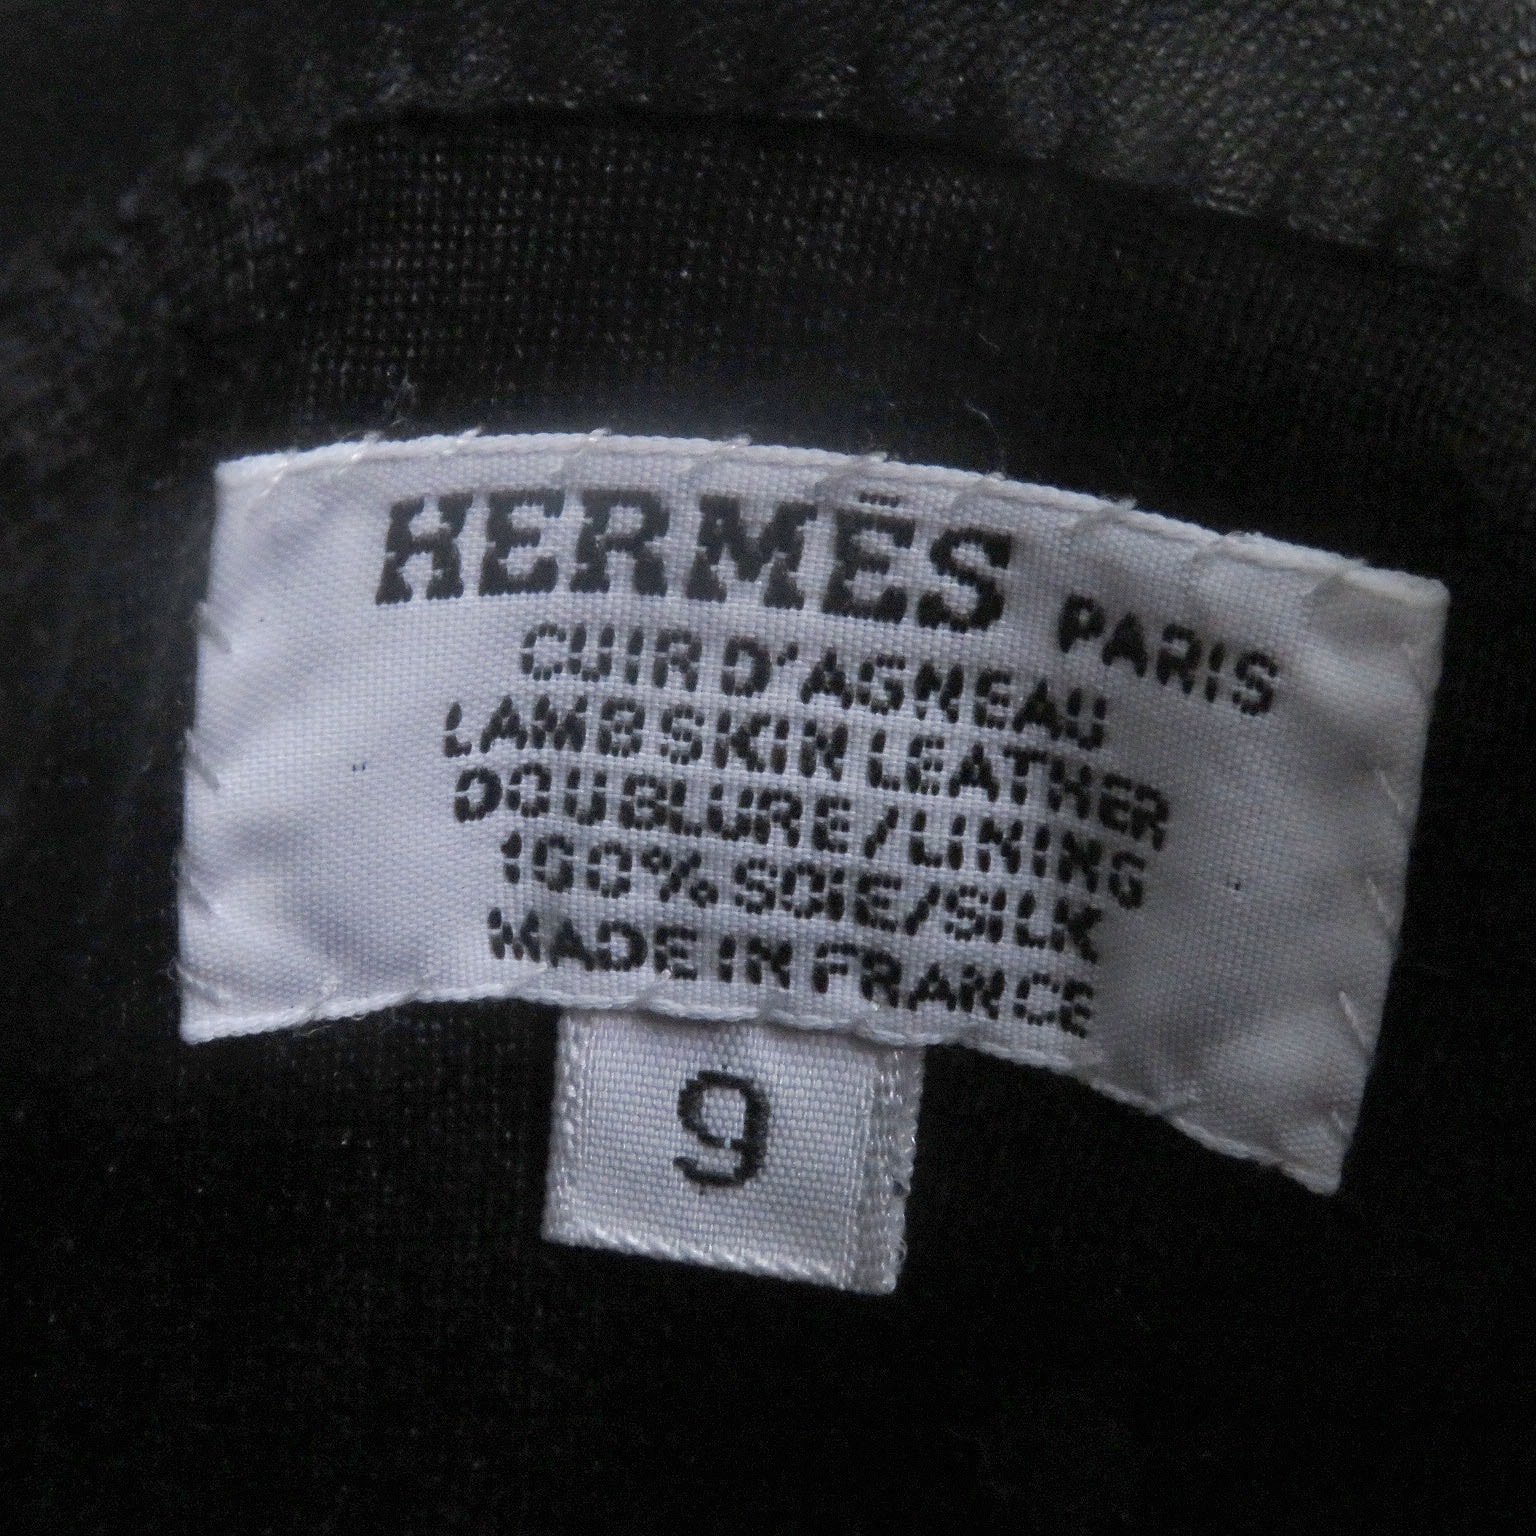 HERMÈS PARIS
CUIR D'AGNEAU
LAMBSKIN LEATHER
DOUBLURE/LINING
100% SOIE/SILK
MADE IN FRANCE
9